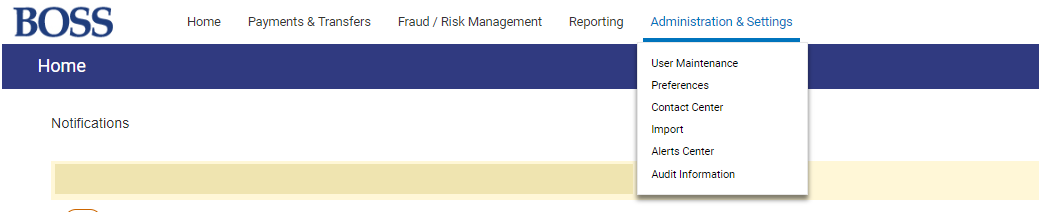 BOSS
Home Payments & Transfers Fraud / Risk Management Reporting Administration & Settings
Home
User Maintenance
Preferences
Contact Center
Import
Alerts Center
Audit Information
Notifications